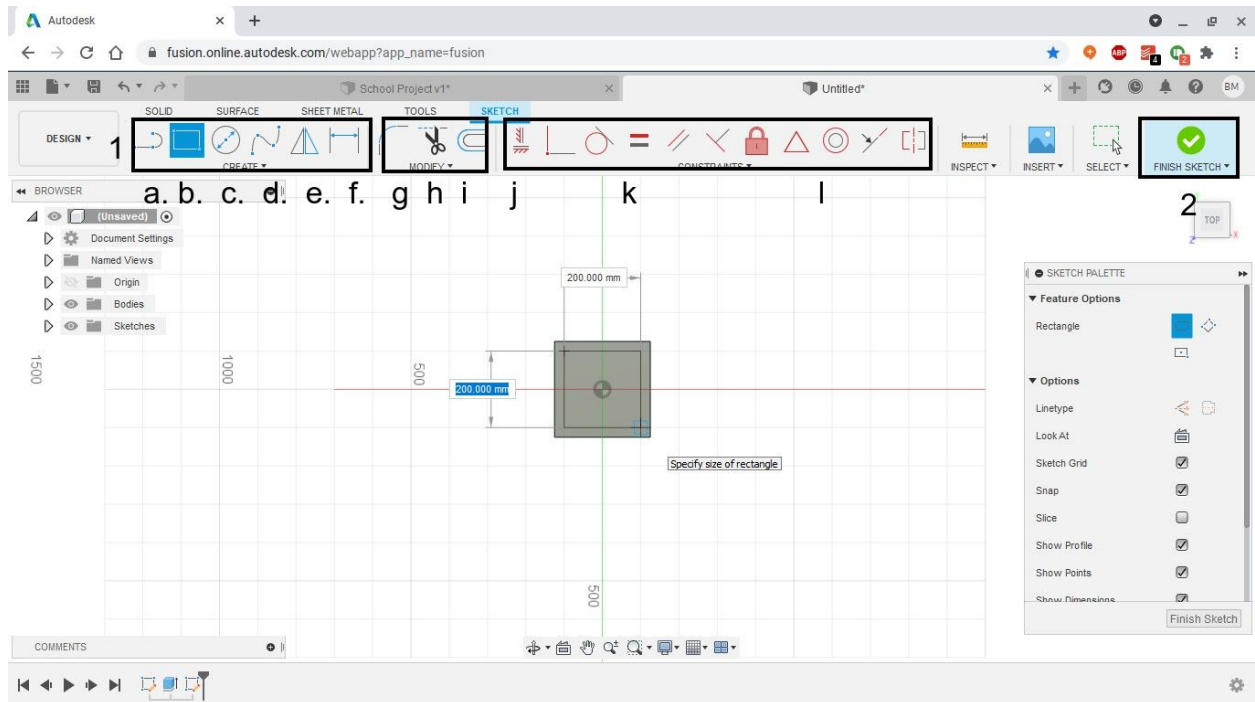 Autodesk
fusion.online.autodesk.com/webapp?app_name=fusion
ABP
4
2
School Project v1*
Untitled*
BM
SOLID SURFACE SHEET METAL TOOLS SKETCH
DESIGN
1
CREATE MODIFY CONSTRAINTS INSPECT INSERT SELECT FINISH SKETCH
a. b. c. d. e. f. g h i j k l
2
BROWSER
(Unsaved)
Document Settings
Named Views
Origin
Bodies
Sketches
TOP
X
Z
1500
1000
500
200.000 mm
200.000 mm
Specify size of rectangle
500
SKETCH PALETTE
Feature Options
Rectangle
Options
Linetype
Look At
Sketch Grid
Snap
Slice
Show Profile
Show Points
Show Dimensions
Finish Sketch
COMMENTS